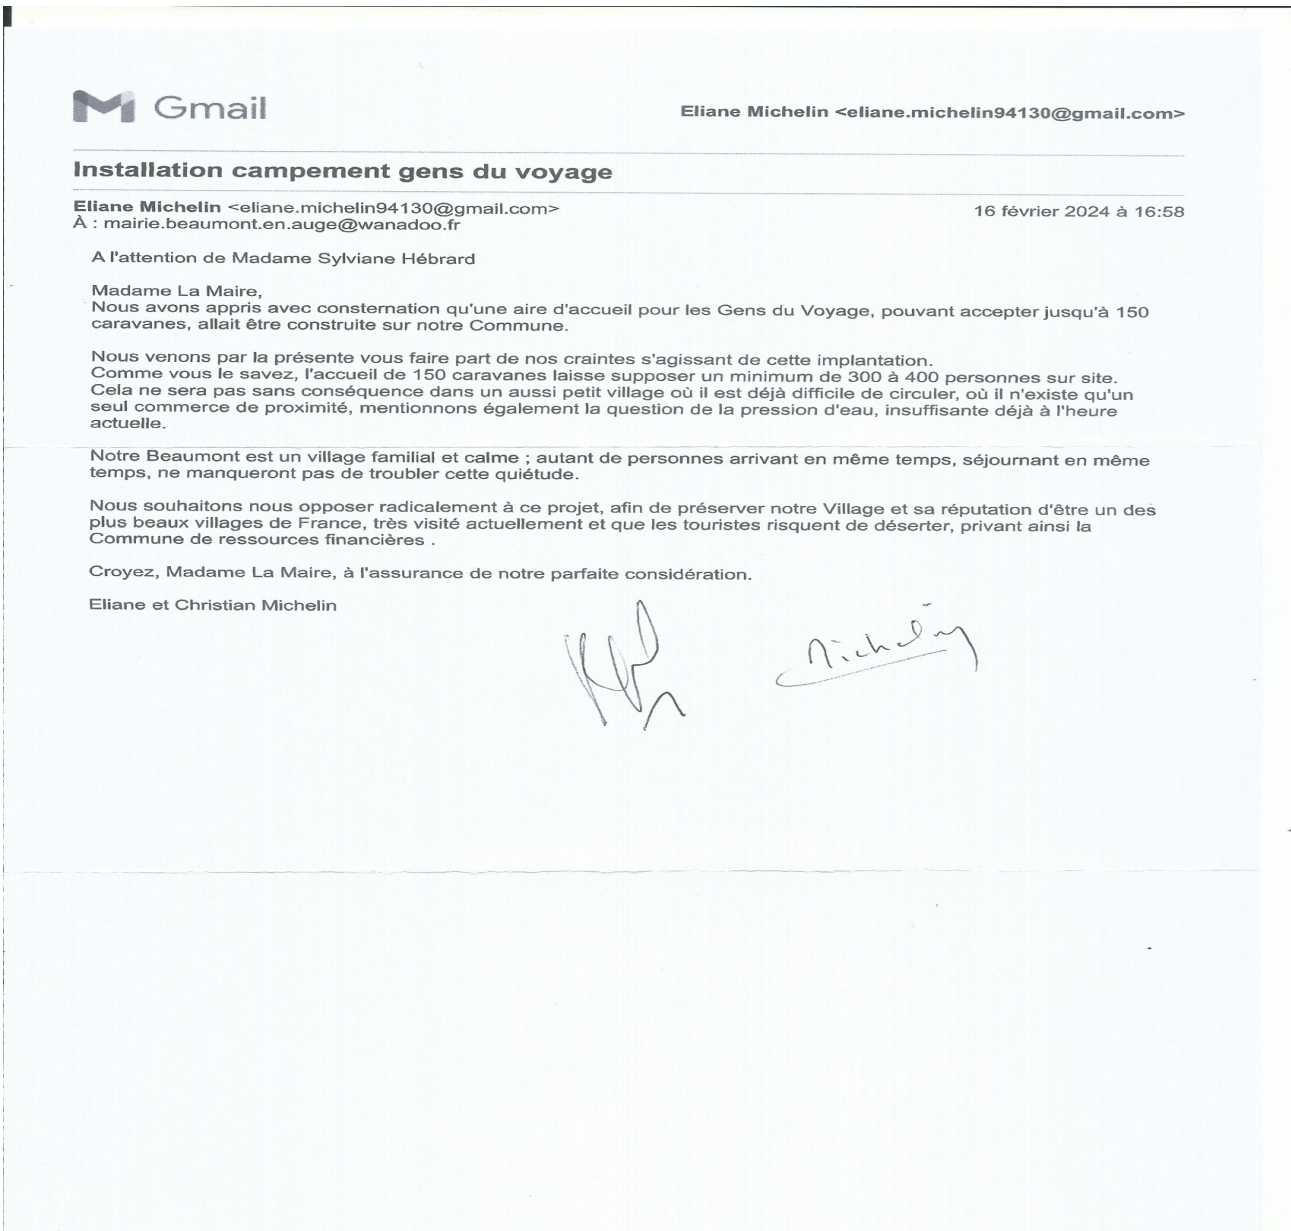 Gmail
Eliane Michelin <eliane.michelin94130@gmail.com>
Installation campement gens du voyage
Eliane Michelin <eliane.michelin94130@gmail.com>
16 février 2024 à 16:58
À : mairie.beaumont.en.auge@wanadoo.fr
A l'attention de Madame Sylviane Hébrard
Madame La Maire,
Nous avons appris avec consternation qu'une aire d'accueil pour les Gens du Voyage, pouvant accepter jusqu'à 150
caravanes, allait être construite sur notre Commune.
Nous venons par la présente vous faire part de nos craintes s'agissant de cette implantation.
Comme vous le savez, l'accueil de 150 caravanes laisse supposer un minimum de 300 à 400 personnes sur site.
Cela ne sera pas sans conséquence dans un aussi petit village où il est déjà difficile de circuler, où il n'existe qu'un
seul commerce de proximité, mentionnons également la question de la pression d'eau, insuffisante déjà à l'heure
actuelle.
Notre Beaumont est un village familial et calme ; autant de personnes arrivant en même temps, séjournant en même
temps, ne manqueront pas de troubler cette quiétude.
Nous souhaitons nous opposer radicalement à ce projet, afin de préserver notre Village et sa réputation d'être un des
plus beaux villages de France, très visité actuellement et que les touristes risquent de déserter, privant ainsi la
Commune de ressources financières .
Croyez, Madame La Maire, à l'assurance de notre parfaite considération.
Eliane et Christian Michelin
Michelin